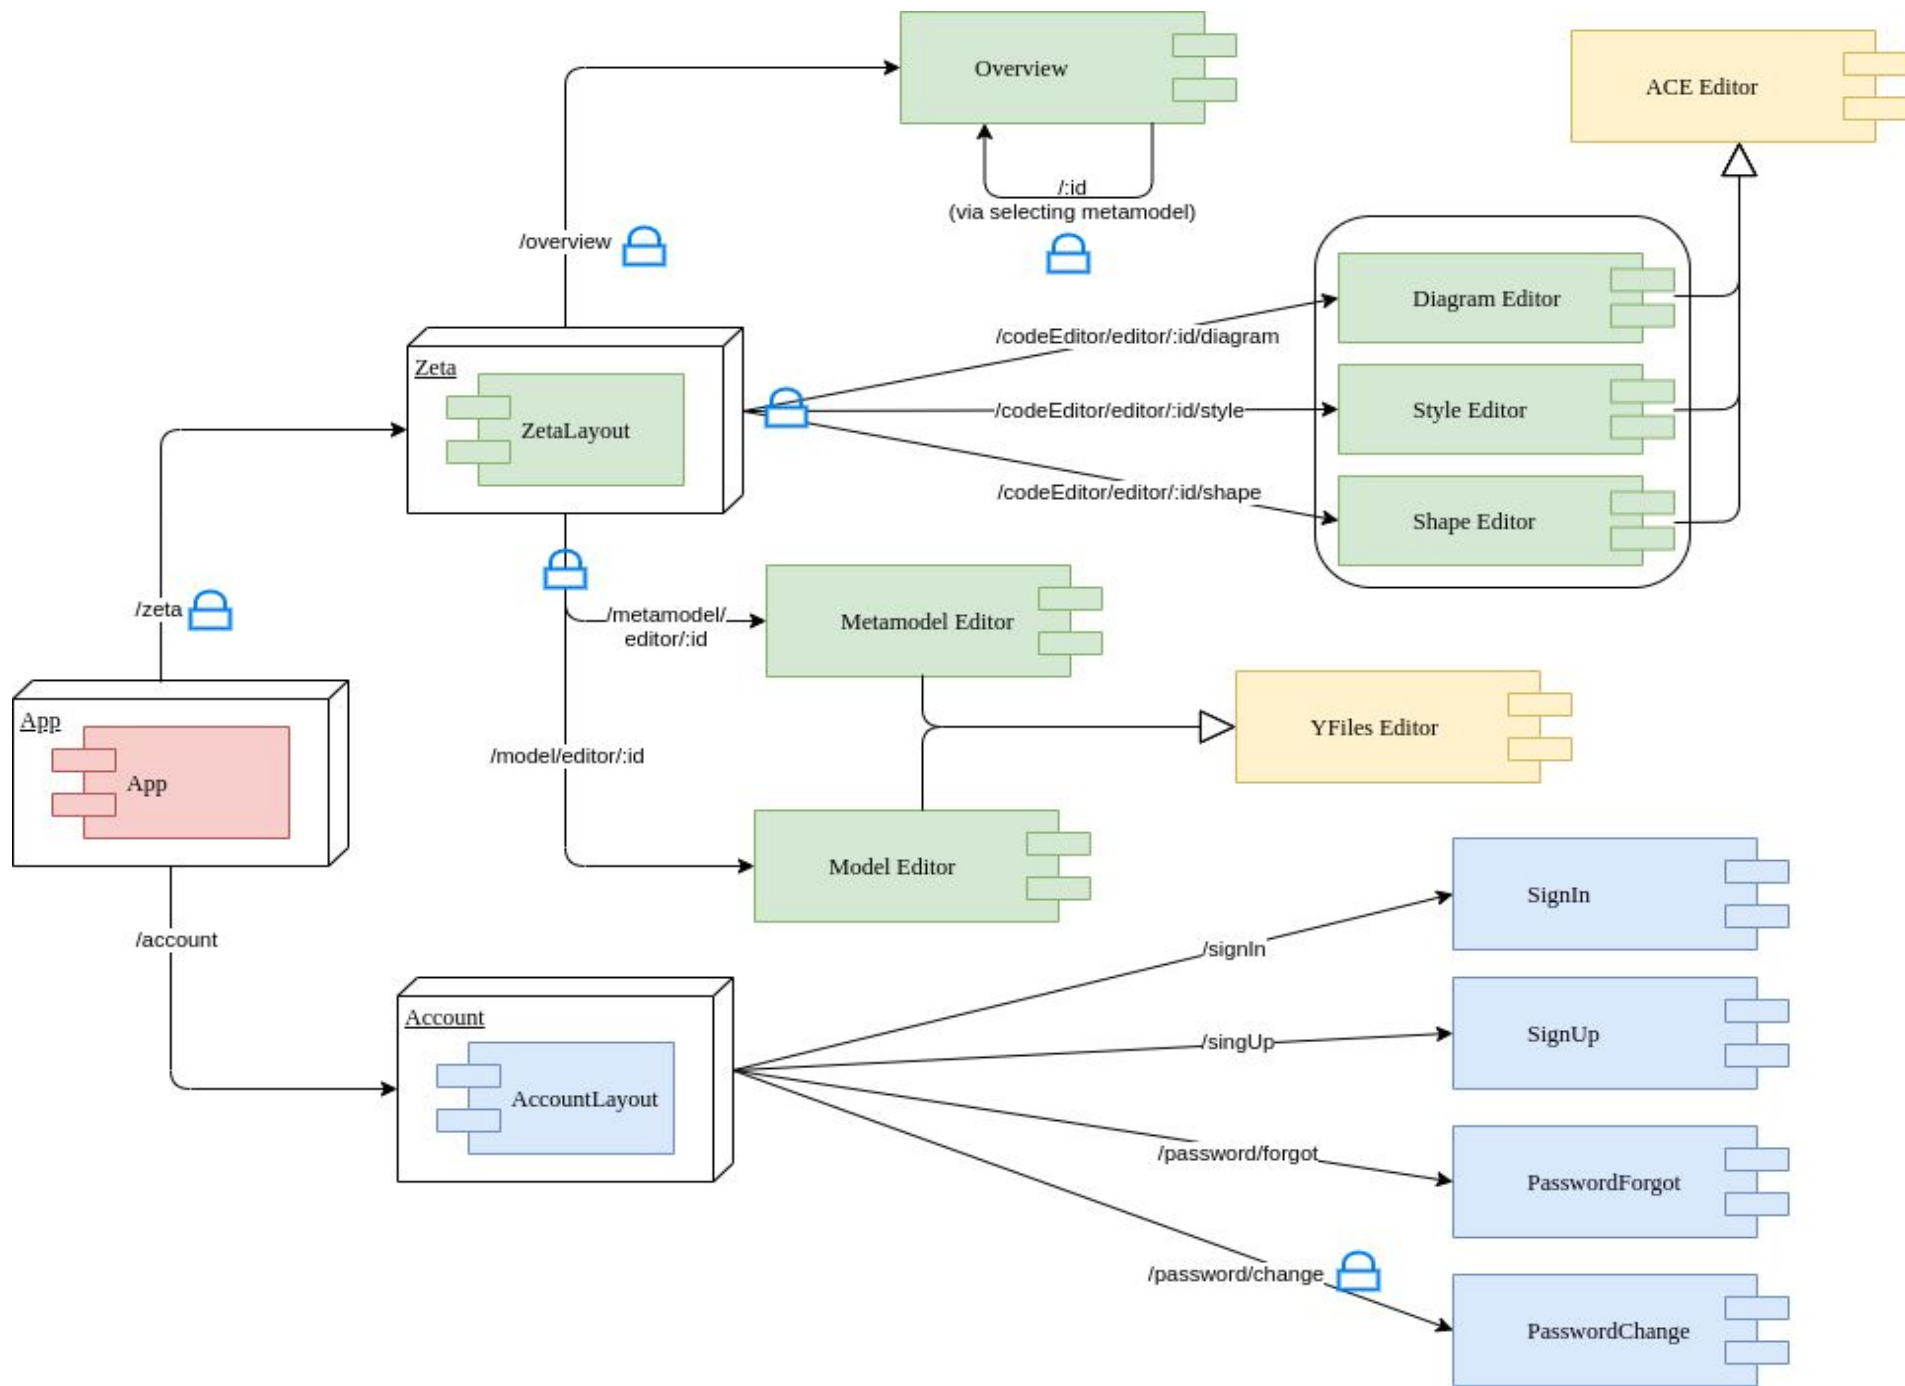 Overview
ACE Editor
/:id
(via selecting metamodel)
/overview
Diagram Editor
/codeEditor/editor/:id/diagram
Zeta
ZetaLayout
/codeEditor/editor/:id/style
Style Editor
/codeEditor/editor/:id/shape
Shape Editor
/zeta
/metamodel/
editor/:id
Metamodel Editor
App
App
/model/editor/:id
YFiles Editor
Model Editor
/account
/signIn
SignIn
Account
AccountLayout
/singUp
SignUp
/password/forgot
PasswordForgot
/password/change
PasswordChange